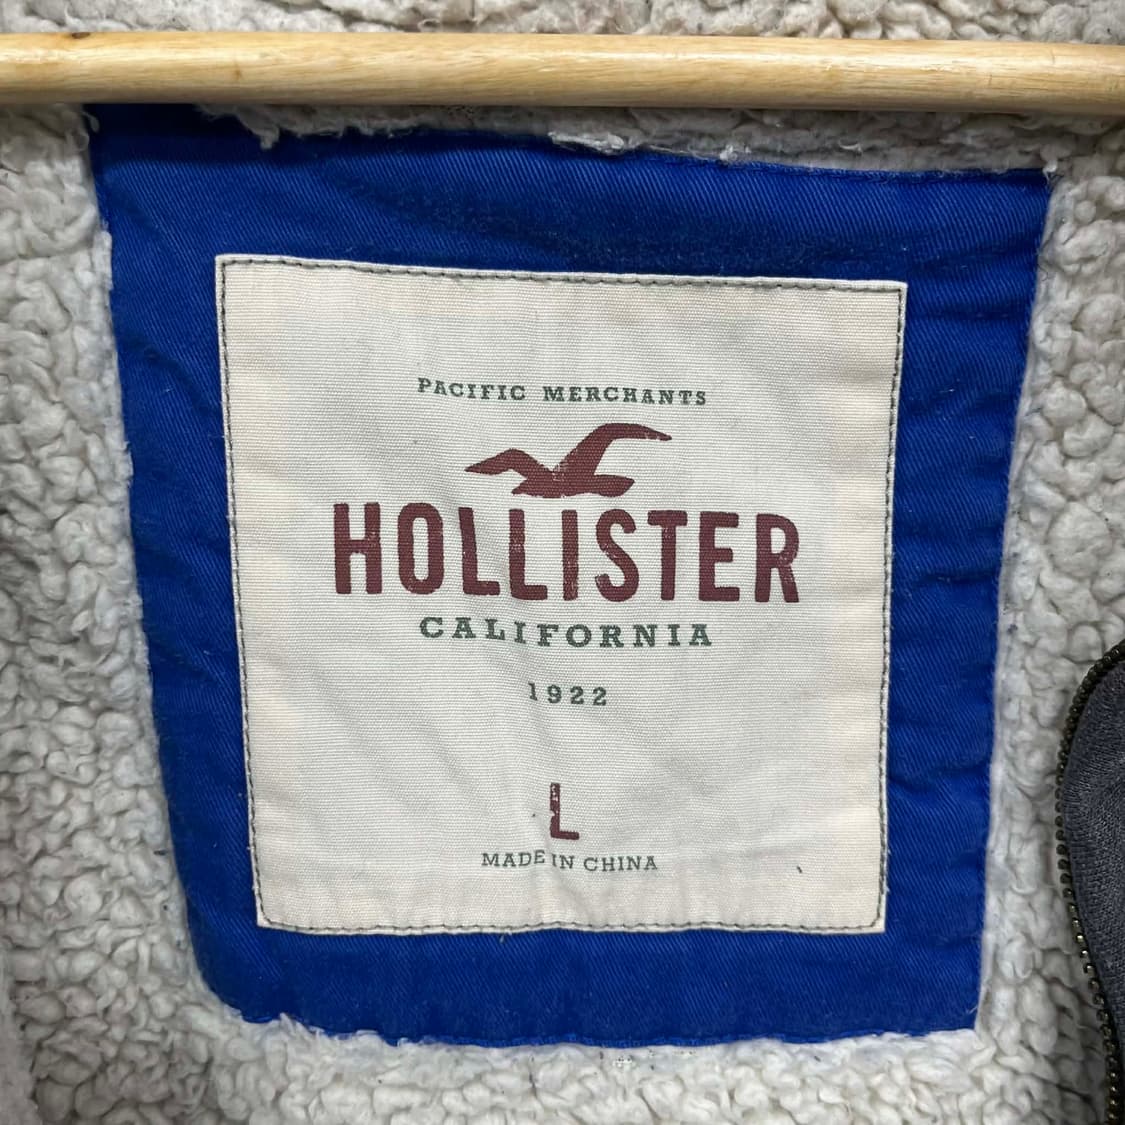 PACIFIC MERCHANTS
HOLLISTER
CALIFORNIA
1922
L
MADE IN CHINA